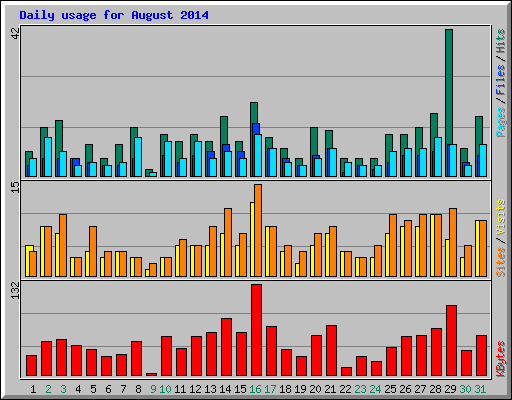 Daily usage for August 2014
42
Pages / Files / Hits
15
Sites / Visits
132
KBytes
1 2 3 4 5 6 7 8 9 10 11 12 13 14 15 16 17 18 19 20 21 22 23 24 25 26 27 28 29 30 31